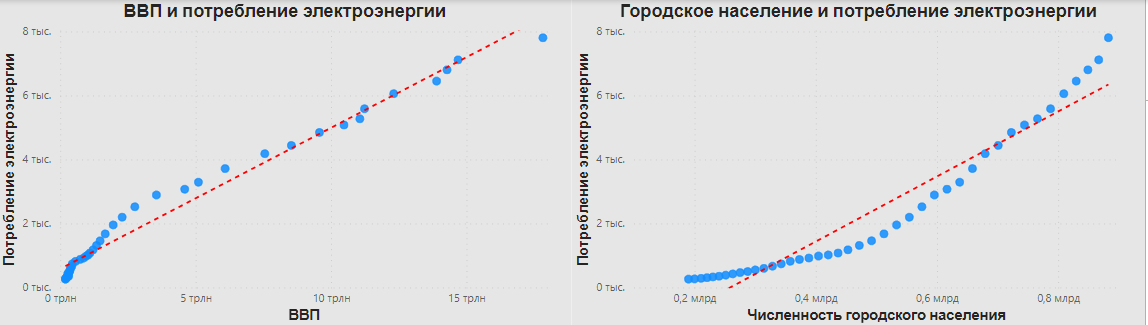 ВВП и потребление электроэнергии
Потребление электроэнергии
8 тыс.
6 тыс.
4 тыс.
2 тыс.
0 тыс.
0 трлн
5 трлн
10 трлн
15 трлн
ВВП
Городское население и потребление электроэнергии
Потребление электроэнергии
8 тыс.
6 тыс.
4 тыс.
2 тыс.
0 тыс.
0,2 млрд
0,4 млрд
0,6 млрд
0,8 млрд
Численность городского населения